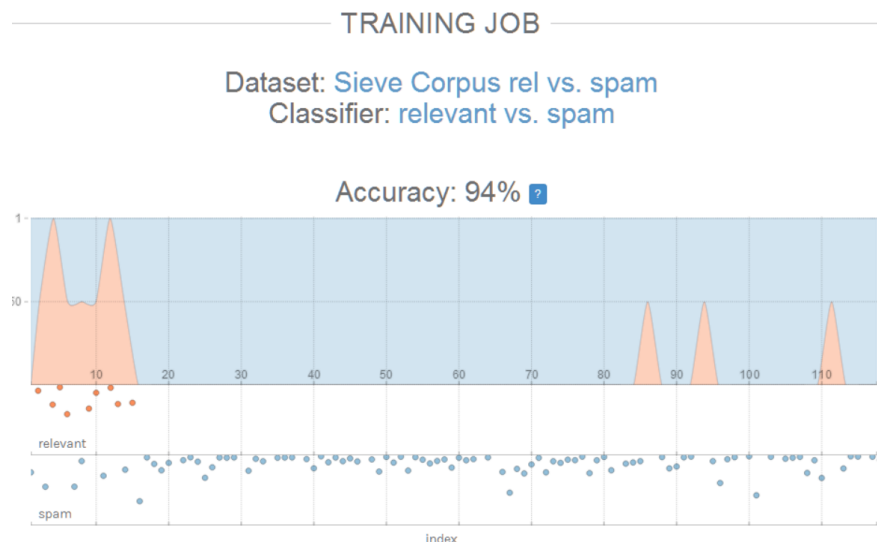 TRAINING JOB
Dataset: Sieve Corpus rel vs. spam
Classifier: relevant vs. spam
Accuracy: 94% ?
1
50
10 20 30 40 50 60 70 80 90 100 110
relevant
spam
index